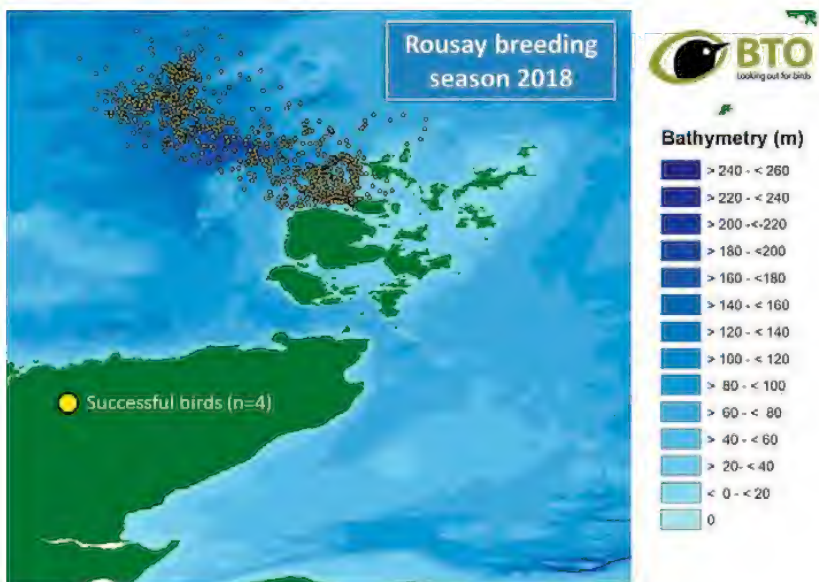 Rousay breeding
season 2018
Successful birds (n=4)
BTO
Looking out for birds
Bathymetry (m)
> 240 - < 260
> 220 - < 240
> 200 -<-220
> 180 - <200
> 160 - <180
> 140 - < 160
> 120 - < 140
> 100 - < 120
> 80 - < 100
> 60 - < 80
> 40 - < 60
> 20- < 40
< 0 - < 20
0